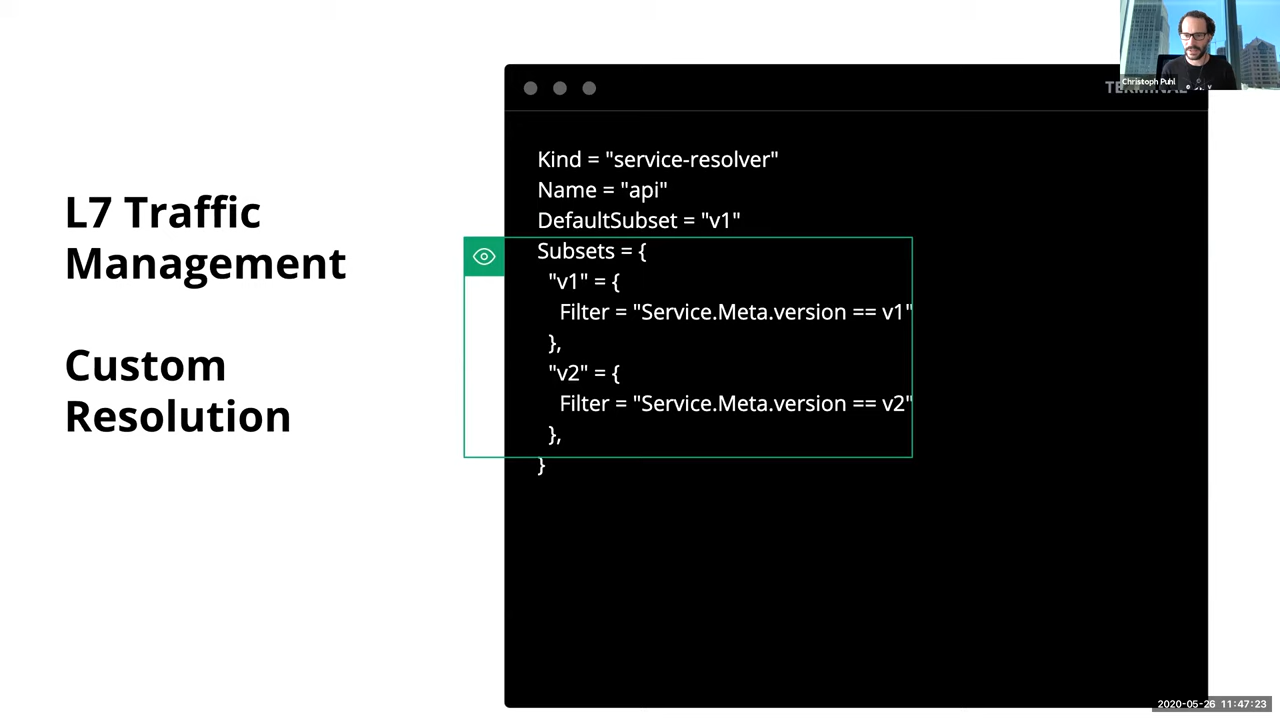 Christoph Puhl
TERMINAL
L7 Traffic
Management
Custom
Resolution
Kind = "service-resolver"
Name = "api"
DefaultSubset = "v1"
Subsets = {
"v1" = {
Filter = "Service.Meta.version == v1"
},
"v2" = {
Filter = "Service.Meta.version == v2"
},
}
2020-05-26 11:47:23